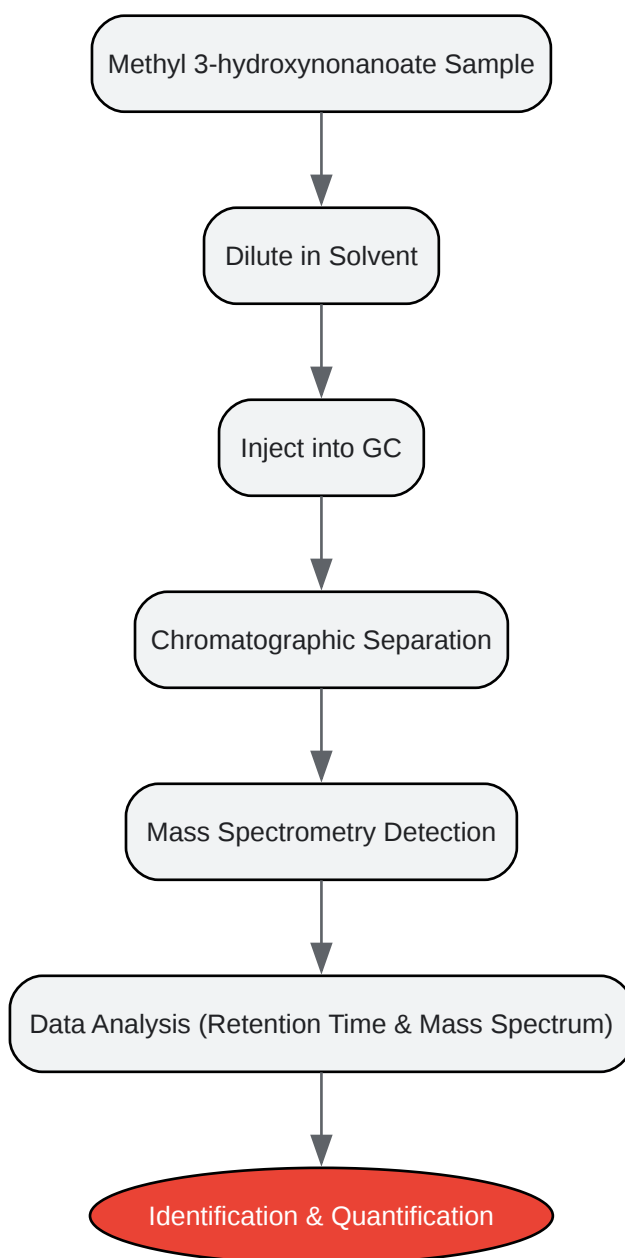 Methyl 3-hydroxynonanoate Sample
Dilute in Solvent
Inject into GC
Chromatographic Separation
Mass Spectrometry Detection
Data Analysis (Retention Time & Mass Spectrum)
Identification & Quantification